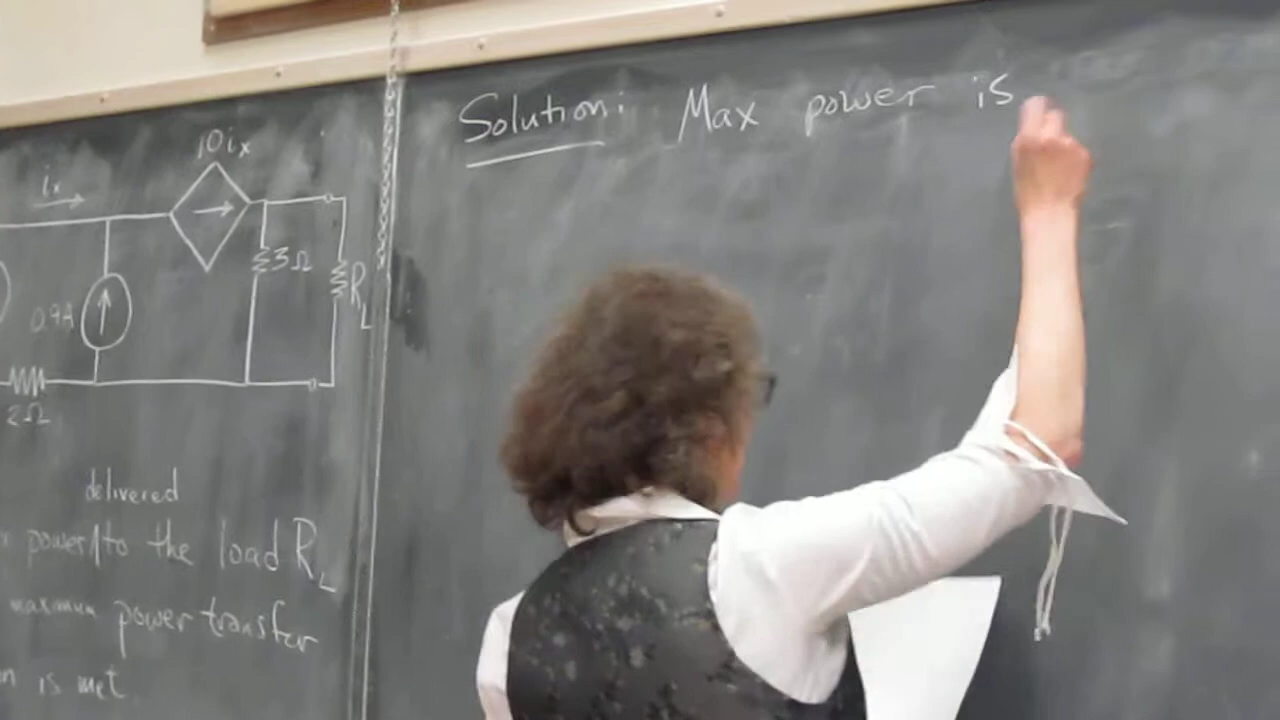 10ix
ix
3Ω
RL
0.9A
2Ω
delivered
power/to the load RL
maximum power transfer
is met
Solution: Max power is